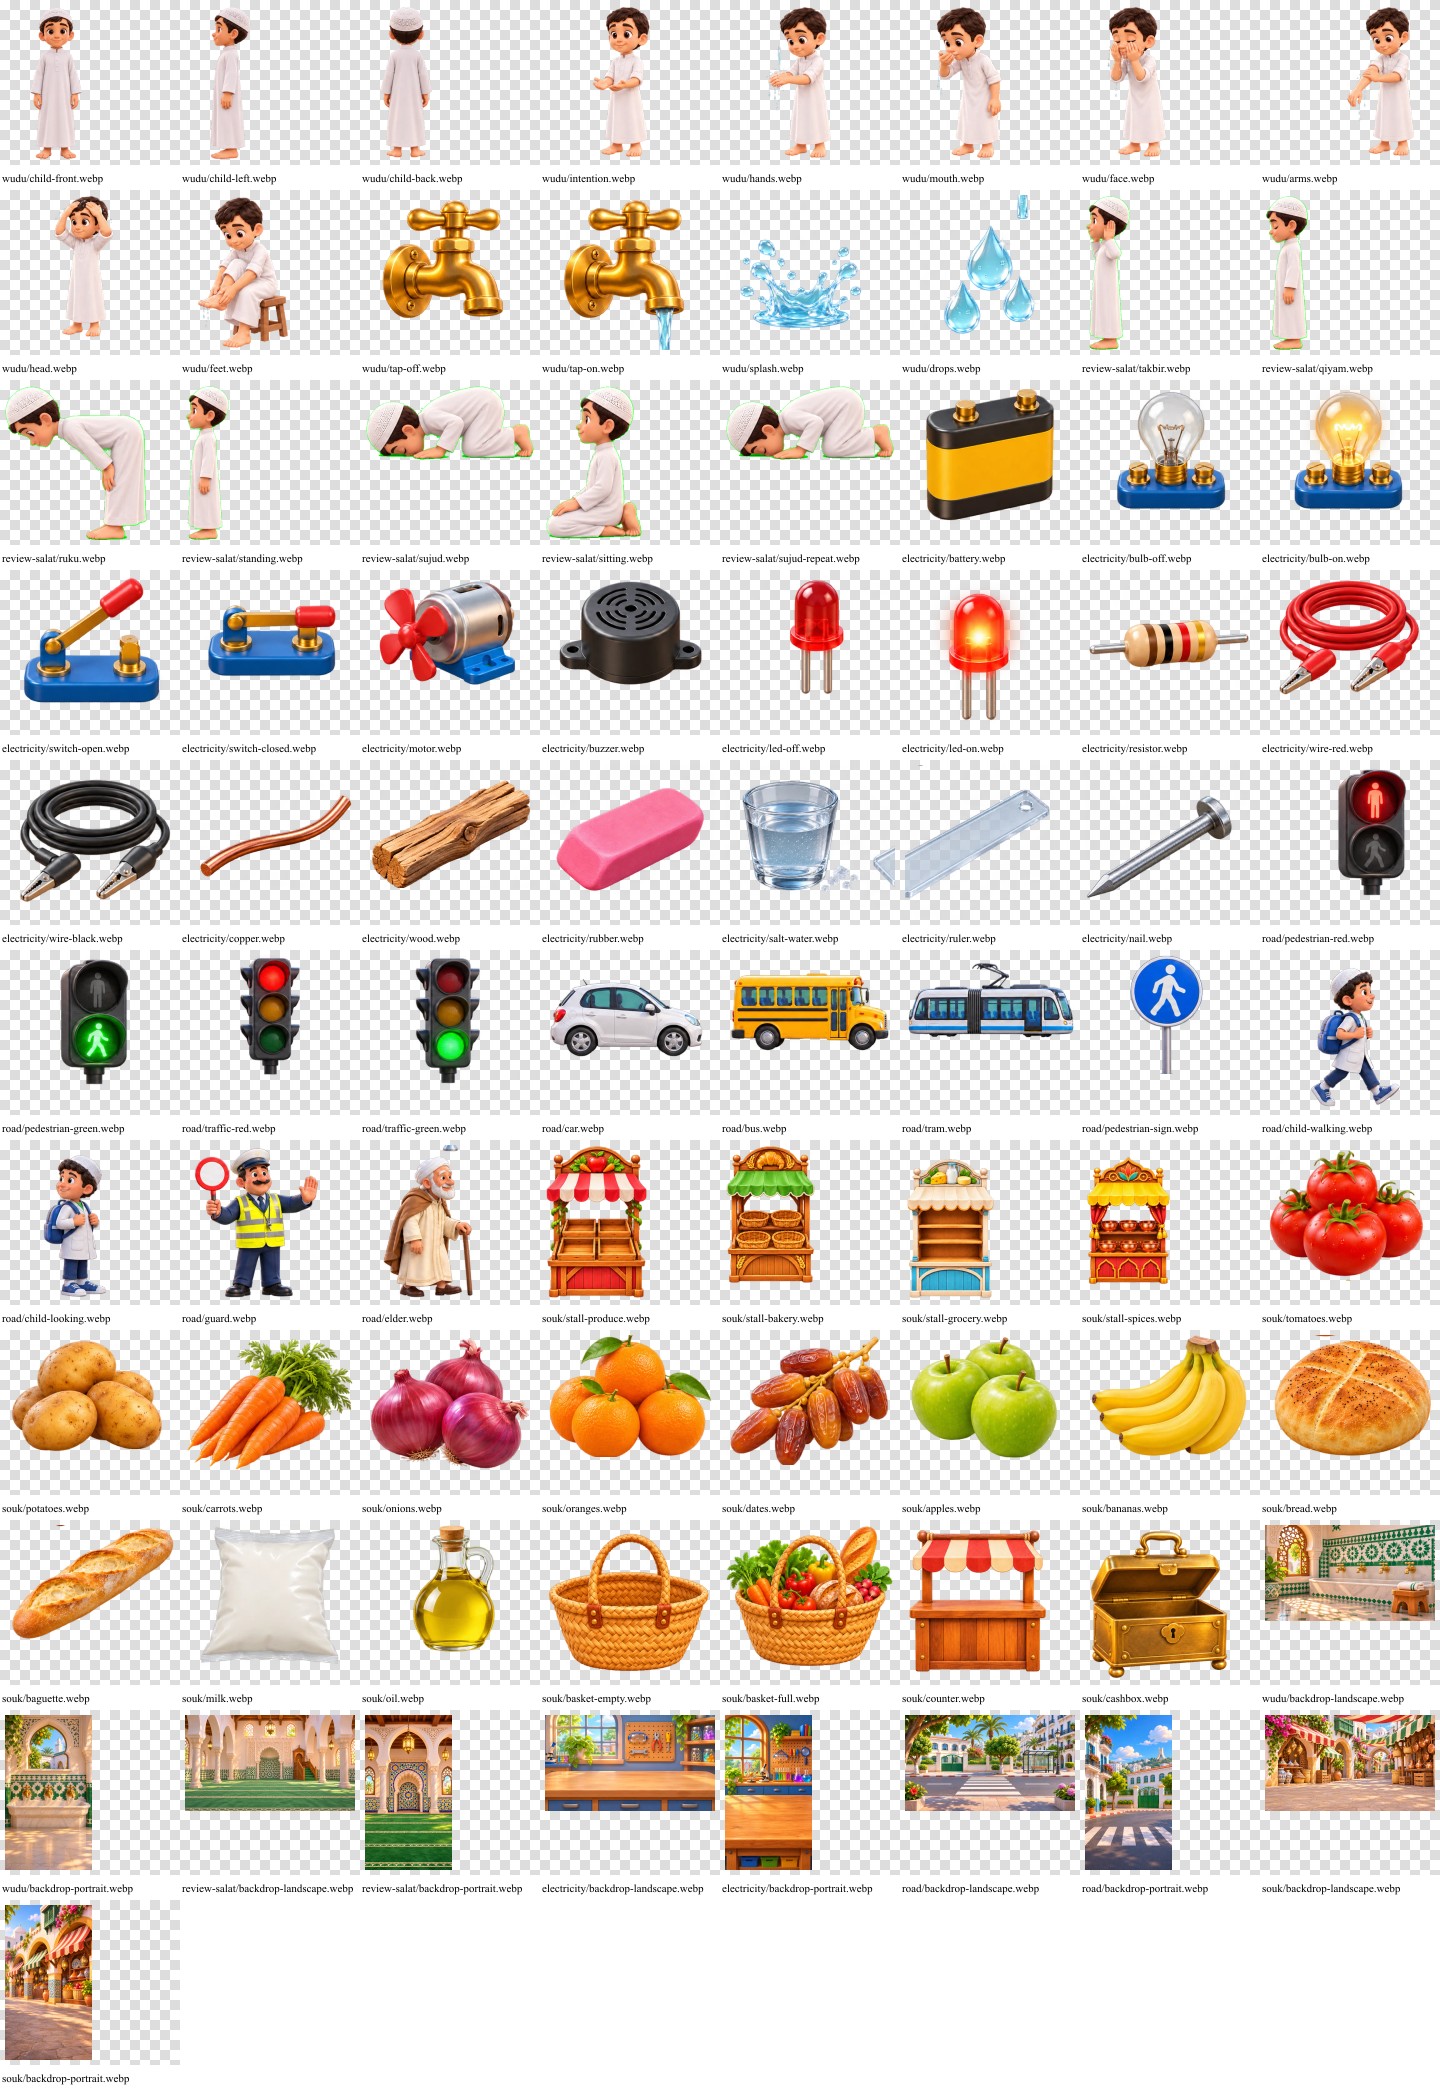 wudu/child-front.webp
wudu/child-left.webp
wudu/child-back.webp
wudu/intention.webp
wudu/hands.webp
wudu/mouth.webp
wudu/face.webp
wudu/arms.webp
wudu/head.webp
wudu/feet.webp
wudu/tap-off.webp
wudu/tap-on.webp
wudu/splash.webp
wudu/drops.webp
review-salat/takbir.webp
review-salat/qiyam.webp
review-salat/ruku.webp
review-salat/standing.webp
review-salat/sujud.webp
review-salat/sitting.webp
review-salat/sujud-repeat.webp
electricity/battery.webp
electricity/bulb-off.webp
electricity/bulb-on.webp
electricity/switch-open.webp
electricity/switch-closed.webp
electricity/motor.webp
electricity/buzzer.webp
electricity/led-off.webp
electricity/led-on.webp
electricity/resistor.webp
electricity/wire-red.webp
electricity/wire-black.webp
electricity/copper.webp
electricity/wood.webp
electricity/rubber.webp
electricity/salt-water.webp
electricity/ruler.webp
electricity/nail.webp
road/pedestrian-red.webp
road/pedestrian-green.webp
road/traffic-red.webp
road/traffic-green.webp
road/car.webp
road/bus.webp
road/tram.webp
road/pedestrian-sign.webp
road/child-walking.webp
road/child-looking.webp
road/guard.webp
road/elder.webp
souk/stall-produce.webp
souk/stall-bakery.webp
souk/stall-grocery.webp
souk/stall-spices.webp
souk/tomatoes.webp
souk/potatoes.webp
souk/carrots.webp
souk/onions.webp
souk/oranges.webp
souk/dates.webp
souk/apples.webp
souk/bananas.webp
souk/bread.webp
souk/baguette.webp
souk/milk.webp
souk/oil.webp
souk/basket-empty.webp
souk/basket-full.webp
souk/counter.webp
souk/cashbox.webp
wudu/backdrop-landscape.webp
wudu/backdrop-portrait.webp
review-salat/backdrop-landscape.webp
review-salat/backdrop-portrait.webp
electricity/backdrop-landscape.webp
electricity/backdrop-portrait.webp
road/backdrop-landscape.webp
road/backdrop-portrait.webp
souk/backdrop-landscape.webp
souk/backdrop-portrait.webp